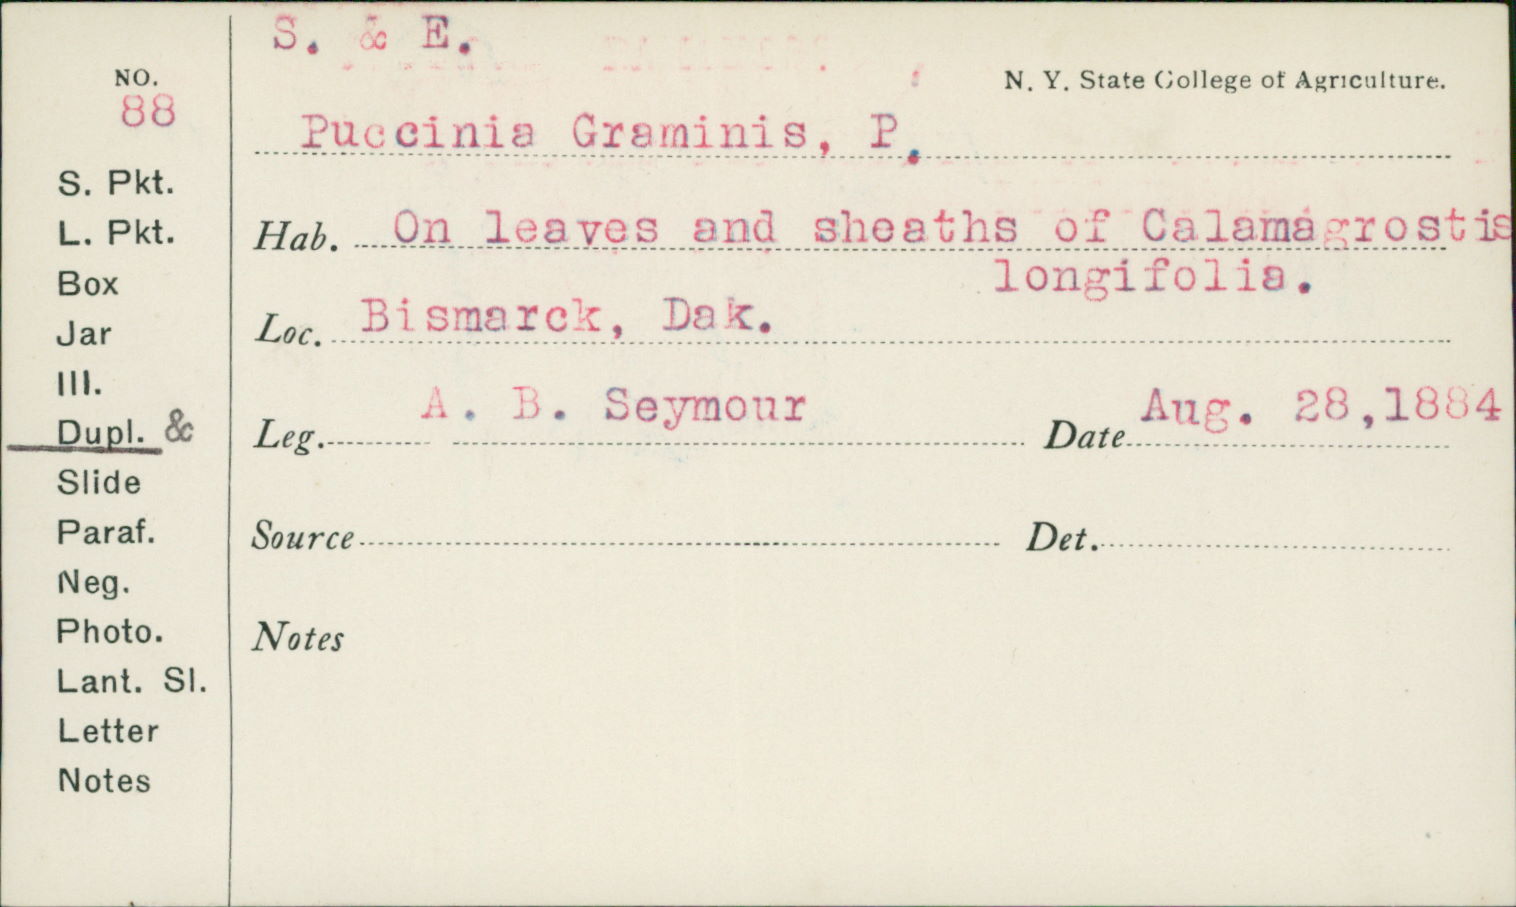 S. & E.
NO.
N. Y. State College of Agriculture.
88
Puccinia Graminis, P.
S. Pkt.
L. Pkt.
Hab. On leaves and sheaths of Calamagrostis
longifolia.
Box
Loc. Bismarck, Dak.
Jar
Ill.
Dupl. &
Leg. A. B. Seymour Date Aug. 28,1884
Slide
Paraf.
Source Det.
Neg.
Photo.
Notes
Lant. Sl.
Letter
Notes